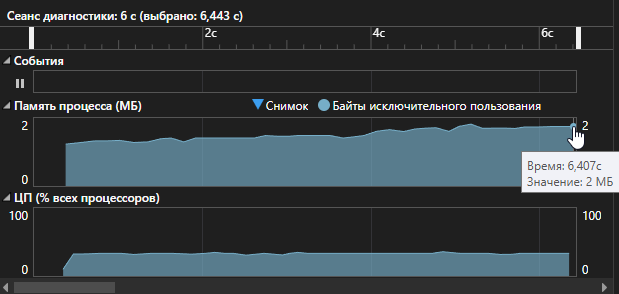 Сеанс диагностики: 6 с (выбрано: 6,443 с)
2с 4с 6с
События
Память процесса (МБ) Снимок Байты исключительного пользования
2 2
0
Время: 6,407с
Значение: 2 МБ
ЦП (% всех процессоров)
100 100
0 0